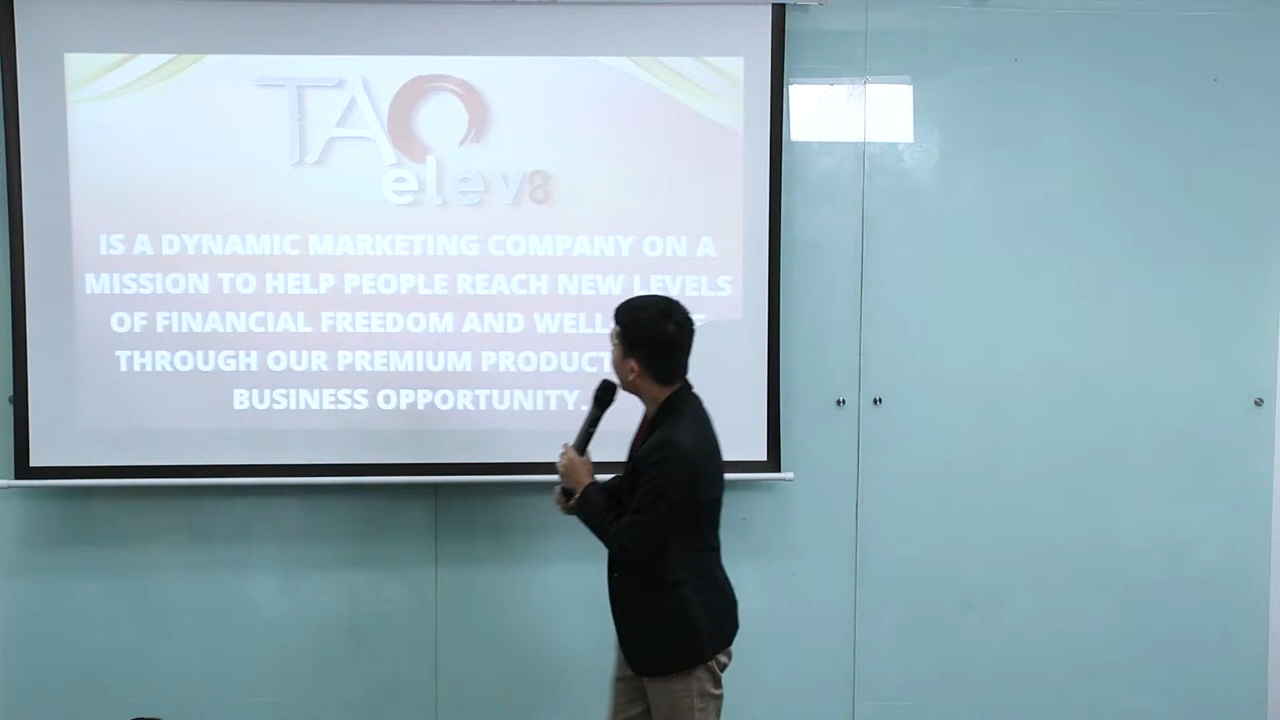 TAO
elev8
IS A DYNAMIC MARKETING COMPANY ON A
MISSION TO HELP PEOPLE REACH NEW LEVELS
OF FINANCIAL FREEDOM AND
THROUGH OUR PREMIUM
BUSINESS OPPORTUNITY.